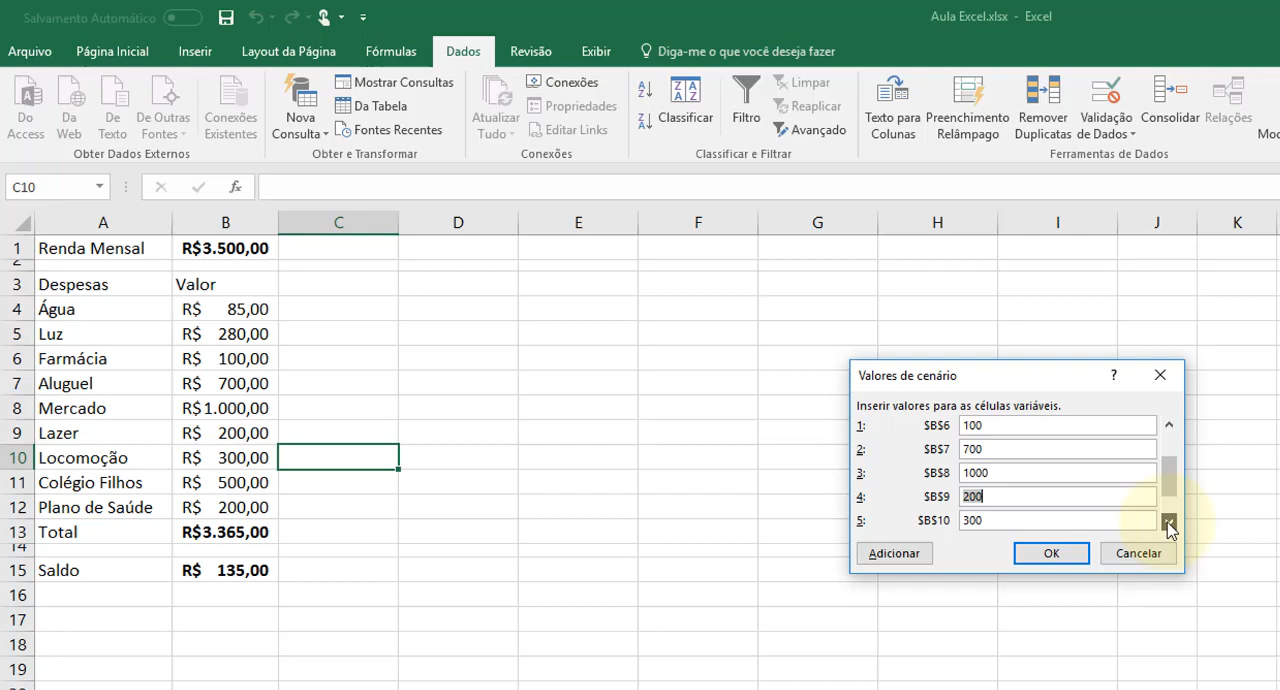 Salvamento Automático
Aula Excel.xlsx - Excel
Arquivo Página Inicial Inserir Layout da Página Fórmulas Dados Revisão Exibir Diga-me o que você deseja fazer
Do Access
Do Web
De Texto
De Outras Fontes
Conexões Existentes
Obter Dados Externos
Nova Consulta
Mostrar Consultas
Da Tabela
Fontes Recentes
Obter e Transformar
Atualizar Tudo
Conexões
Propriedades
Editar Links
Conexões
Classificar
Filtro
Limpar
Reaplicar
Avançado
Classificar e Filtrar
Texto para Colunas
Preenchimento Relâmpago
Remover Duplicatas
Validação de Dados
Consolidar
Relações
Ferramentas de Dados
C10 fx
A B C D E F G H I J K
1 Renda Mensal R$3.500,00
2
3 Despesas Valor
4 Água R$ 85,00
5 Luz R$ 280,00
6 Farmácia R$ 100,00
7 Aluguel R$ 700,00
8 Mercado R$1.000,00
9 Lazer R$ 200,00
10 Locomoção R$ 300,00
11 Colégio Filhos R$ 500,00
12 Plano de Saúde R$ 200,00
13 Total R$3.365,00
14
15 Saldo R$ 135,00
16
17
18
19
Valores de cenário ?
Inserir valores para as células variáveis.
1: $B$6 100
2: $B$7 700
3: $B$8 1000
4: $B$9 200
5: $B$10 300
Adicionar OK Cancelar